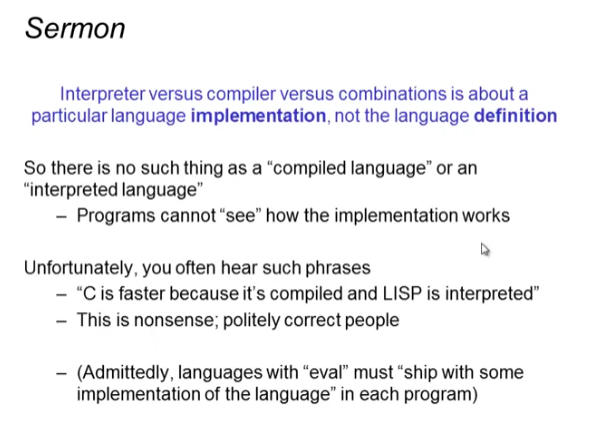 Sermon
Interpreter versus compiler versus combinations is about a
particular language implementation, not the language definition
So there is no such thing as a “compiled language” or an
“interpreted language”
– Programs cannot “see” how the implementation works
Unfortunately, you often hear such phrases
– “C is faster because it’s compiled and LISP is interpreted”
– This is nonsense; politely correct people
– (Admittedly, languages with “eval” must “ship with some
implementation of the language” in each program)